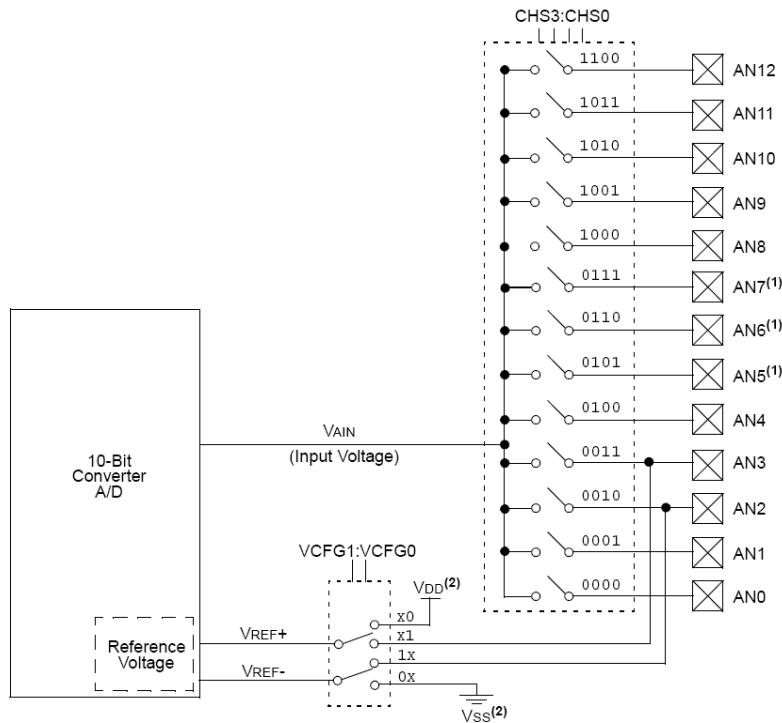 CHS3:CHS0
1100 AN12
1011 AN11
1010 AN10
1001 AN9
1000 AN8
0111 AN7(1)
0110 AN6(1)
0101 AN5(1)
0100 AN4
VAIN
(Input Voltage)
0011 AN3
10-Bit
Converter
A/D
0010 AN2
0001 AN1
VCFG1:VCFG0
0000 AN0
VDD(2)
x0
Reference
Voltage
VREF+
x1
1x
VREF-
0x
VSS(2)